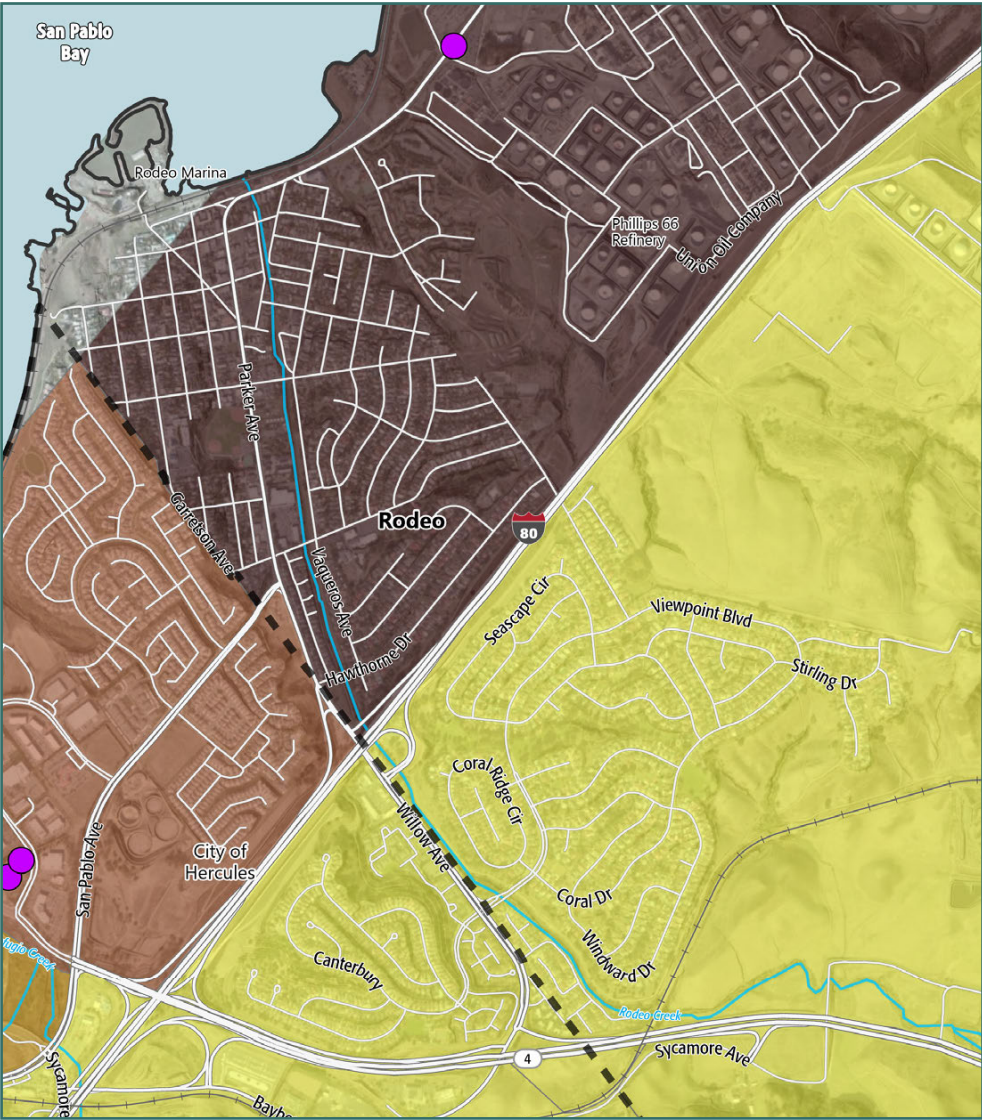 San Pablo
Bay
Rodeo Marina
Phillips 66
Refinery
Union Oil Company
Parker Ave
Garretson Ave
Rodeo
80
Vaqueros Ave
Hawthorne Dr
Seascape Cir
Viewpoint Blvd
Stirling Dr
Coral Ridge Cir
Willow Ave
San Pablo Ave
City of
Hercules
Coral Dr
Windward Dr
Canterbury
Creek
Rodeo Creek
4
Sycamore Ave
Sycamore